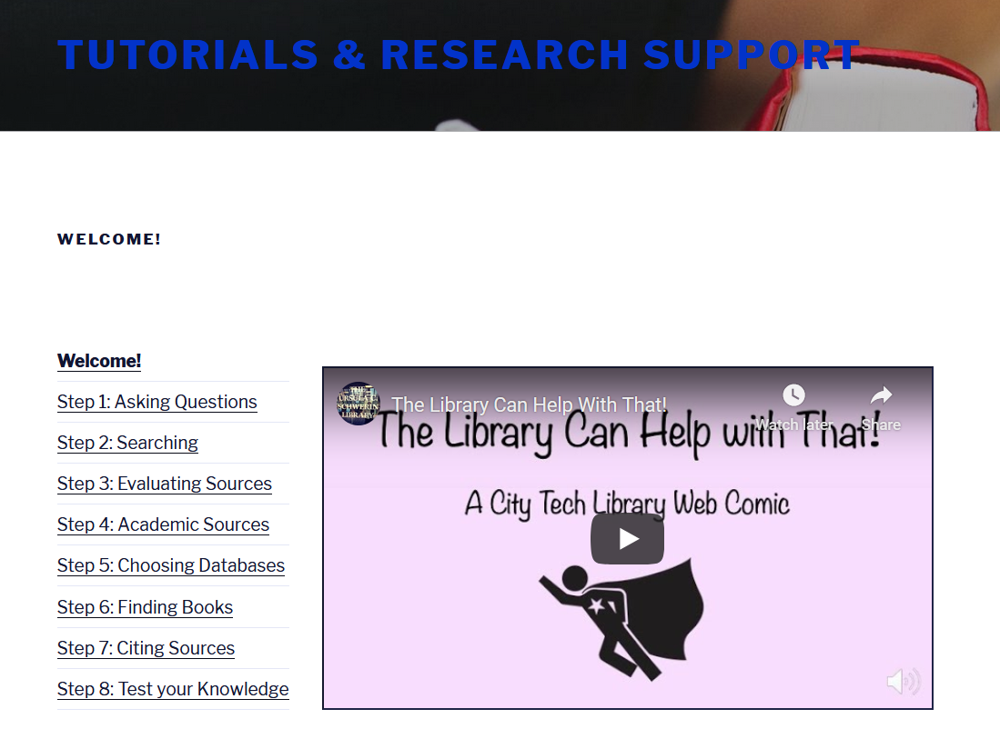 TUTORIALS & RESEARCH SUPPORT
WELCOME!
Welcome!
Step 1: Asking Questions
Step 2: Searching
Step 3: Evaluating Sources
Step 4: Academic Sources
Step 5: Choosing Databases
Step 6: Finding Books
Step 7: Citing Sources
Step 8: Test your Knowledge
THE
URSULA C.
SCHWERIN
LIBRARY
The Library Can Help With That!
Watch later
Share
The Library Can Help with That!
A City Tech Library Web Comic